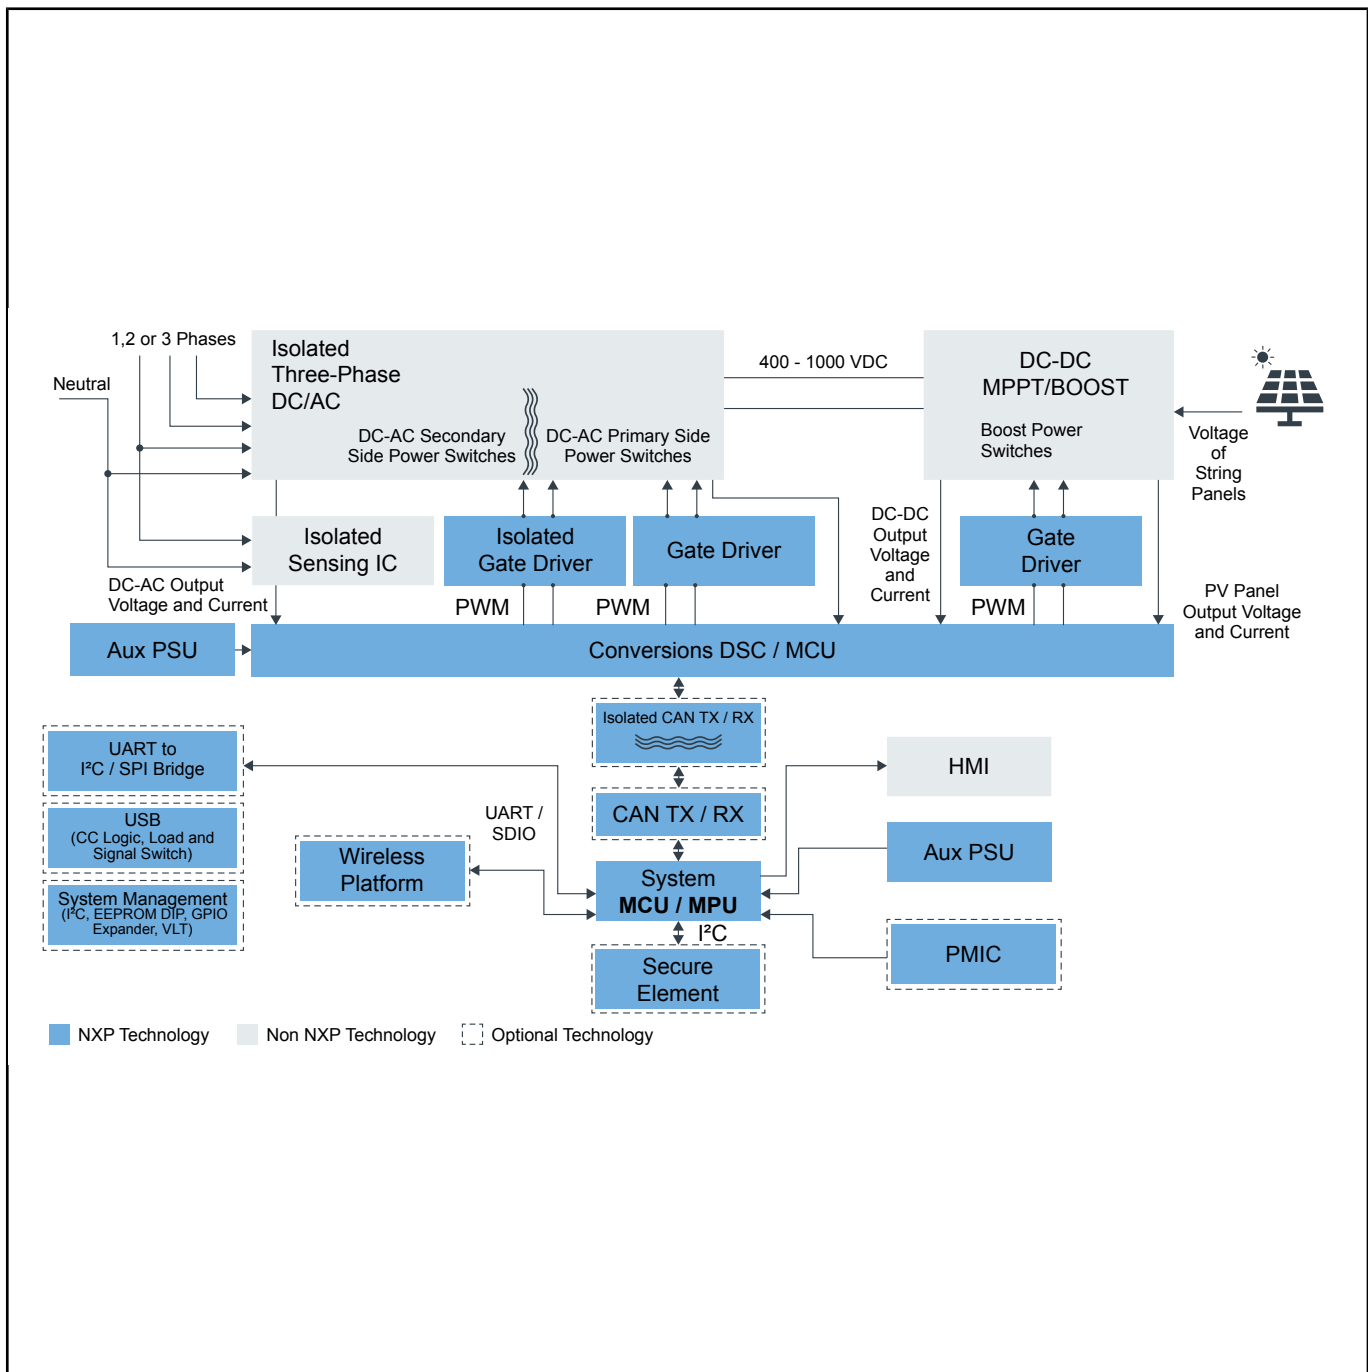 1,2 or 3 Phases
Neutral
Isolated
Three-Phase
DC/AC
DC-AC Secondary
Side Power Switches
DC-AC Primary Side
Power Switches
400 - 1000 VDC
DC-DC
MPPT/BOOST
Boost Power
Switches
Voltage
of
String
Panels
Isolated
Sensing IC
Isolated
Gate Driver
Gate Driver
DC-DC
Output
Voltage
and
Current
Gate
Driver
DC-AC Output
Voltage and Current
PWM
PWM
PWM
PV Panel
Output Voltage
and Current
Aux PSU
Conversions DSC / MCU
Isolated CAN TX / RX
UART to
I²C / SPI Bridge
HMI
USB
(CC Logic, Load and
Signal Switch)
UART /
SDIO
CAN TX / RX
Aux PSU
Wireless
Platform
System
MCU / MPU
System Management
(I²C, EEPROM DIP, GPIO
Expander, VLT)
I²C
PMIC
Secure
Element
NXP Technology
Non NXP Technology
Optional Technology